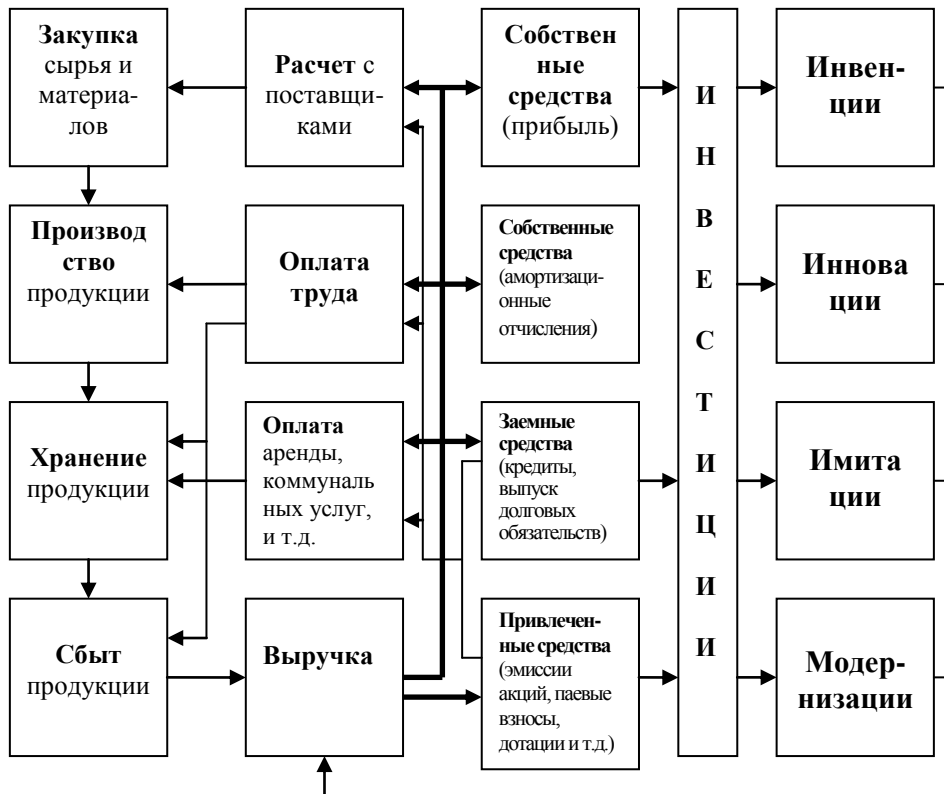 Закупка
сырья и
материа-
лов
Расчет с
поставщи-
ками
Собствен
ные
средства
(прибыль)
И
Н
В
Е
С
Т
И
Ц
И
И
Инвен-
ции
Производ
ство
продукции
Оплата
труда
Собственные
средства
(амортизаци-
онные
отчисления)
Иннова
ции
Хранение
продукции
Оплата
аренды,
коммуналь
ных услуг,
и т.д.
Заемные
средства
(кредиты,
выпуск
долговых
обязательств)
Имита
ции
Сбыт
продукции
Выручка
Привлечен-
ные средства
(эмиссии
акций, паевые
взносы,
дотации и т.д.)
Модер-
низации